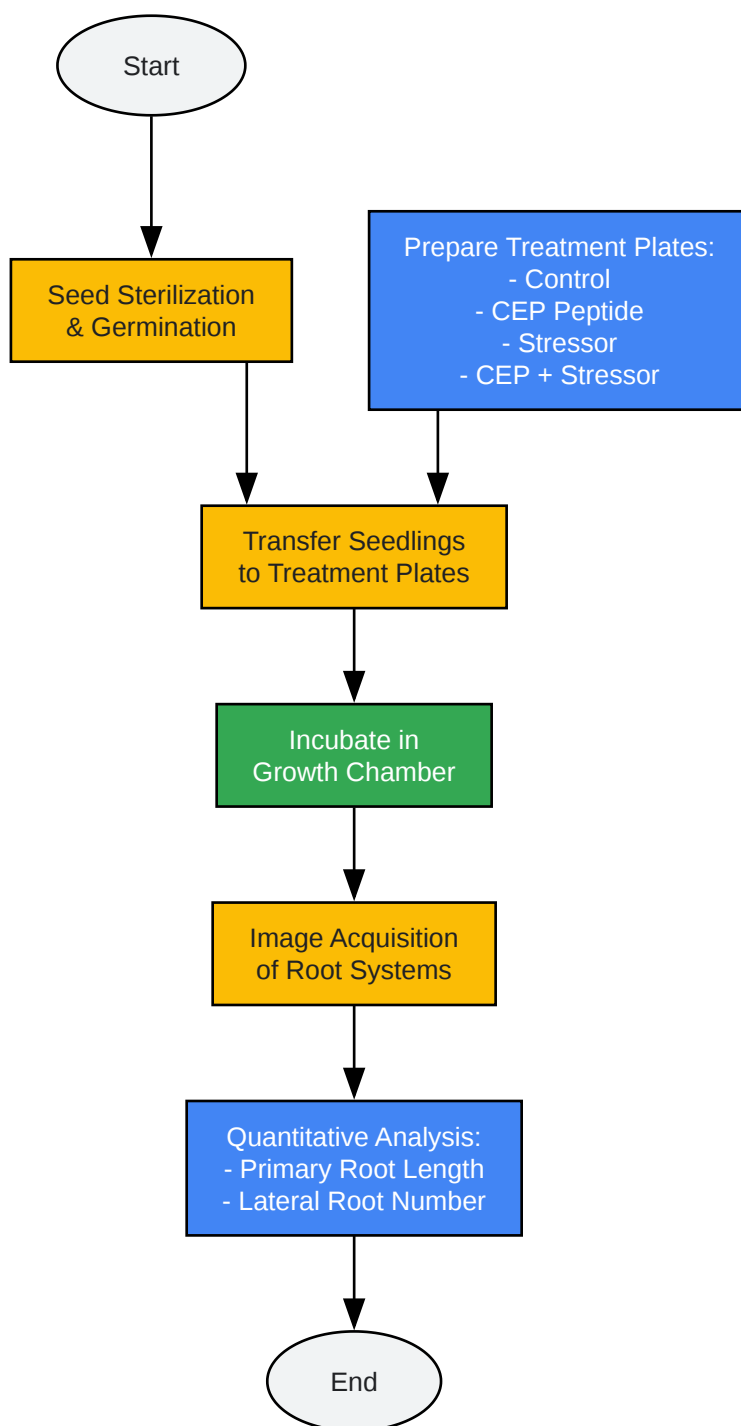 Start
Seed Sterilization
& Germination
Prepare Treatment Plates:
- Control
- CEP Peptide
- Stressor
- CEP + Stressor
Transfer Seedlings
to Treatment Plates
Incubate in
Growth Chamber
Image Acquisition
of Root Systems
Quantitative Analysis:
- Primary Root Length
- Lateral Root Number
End